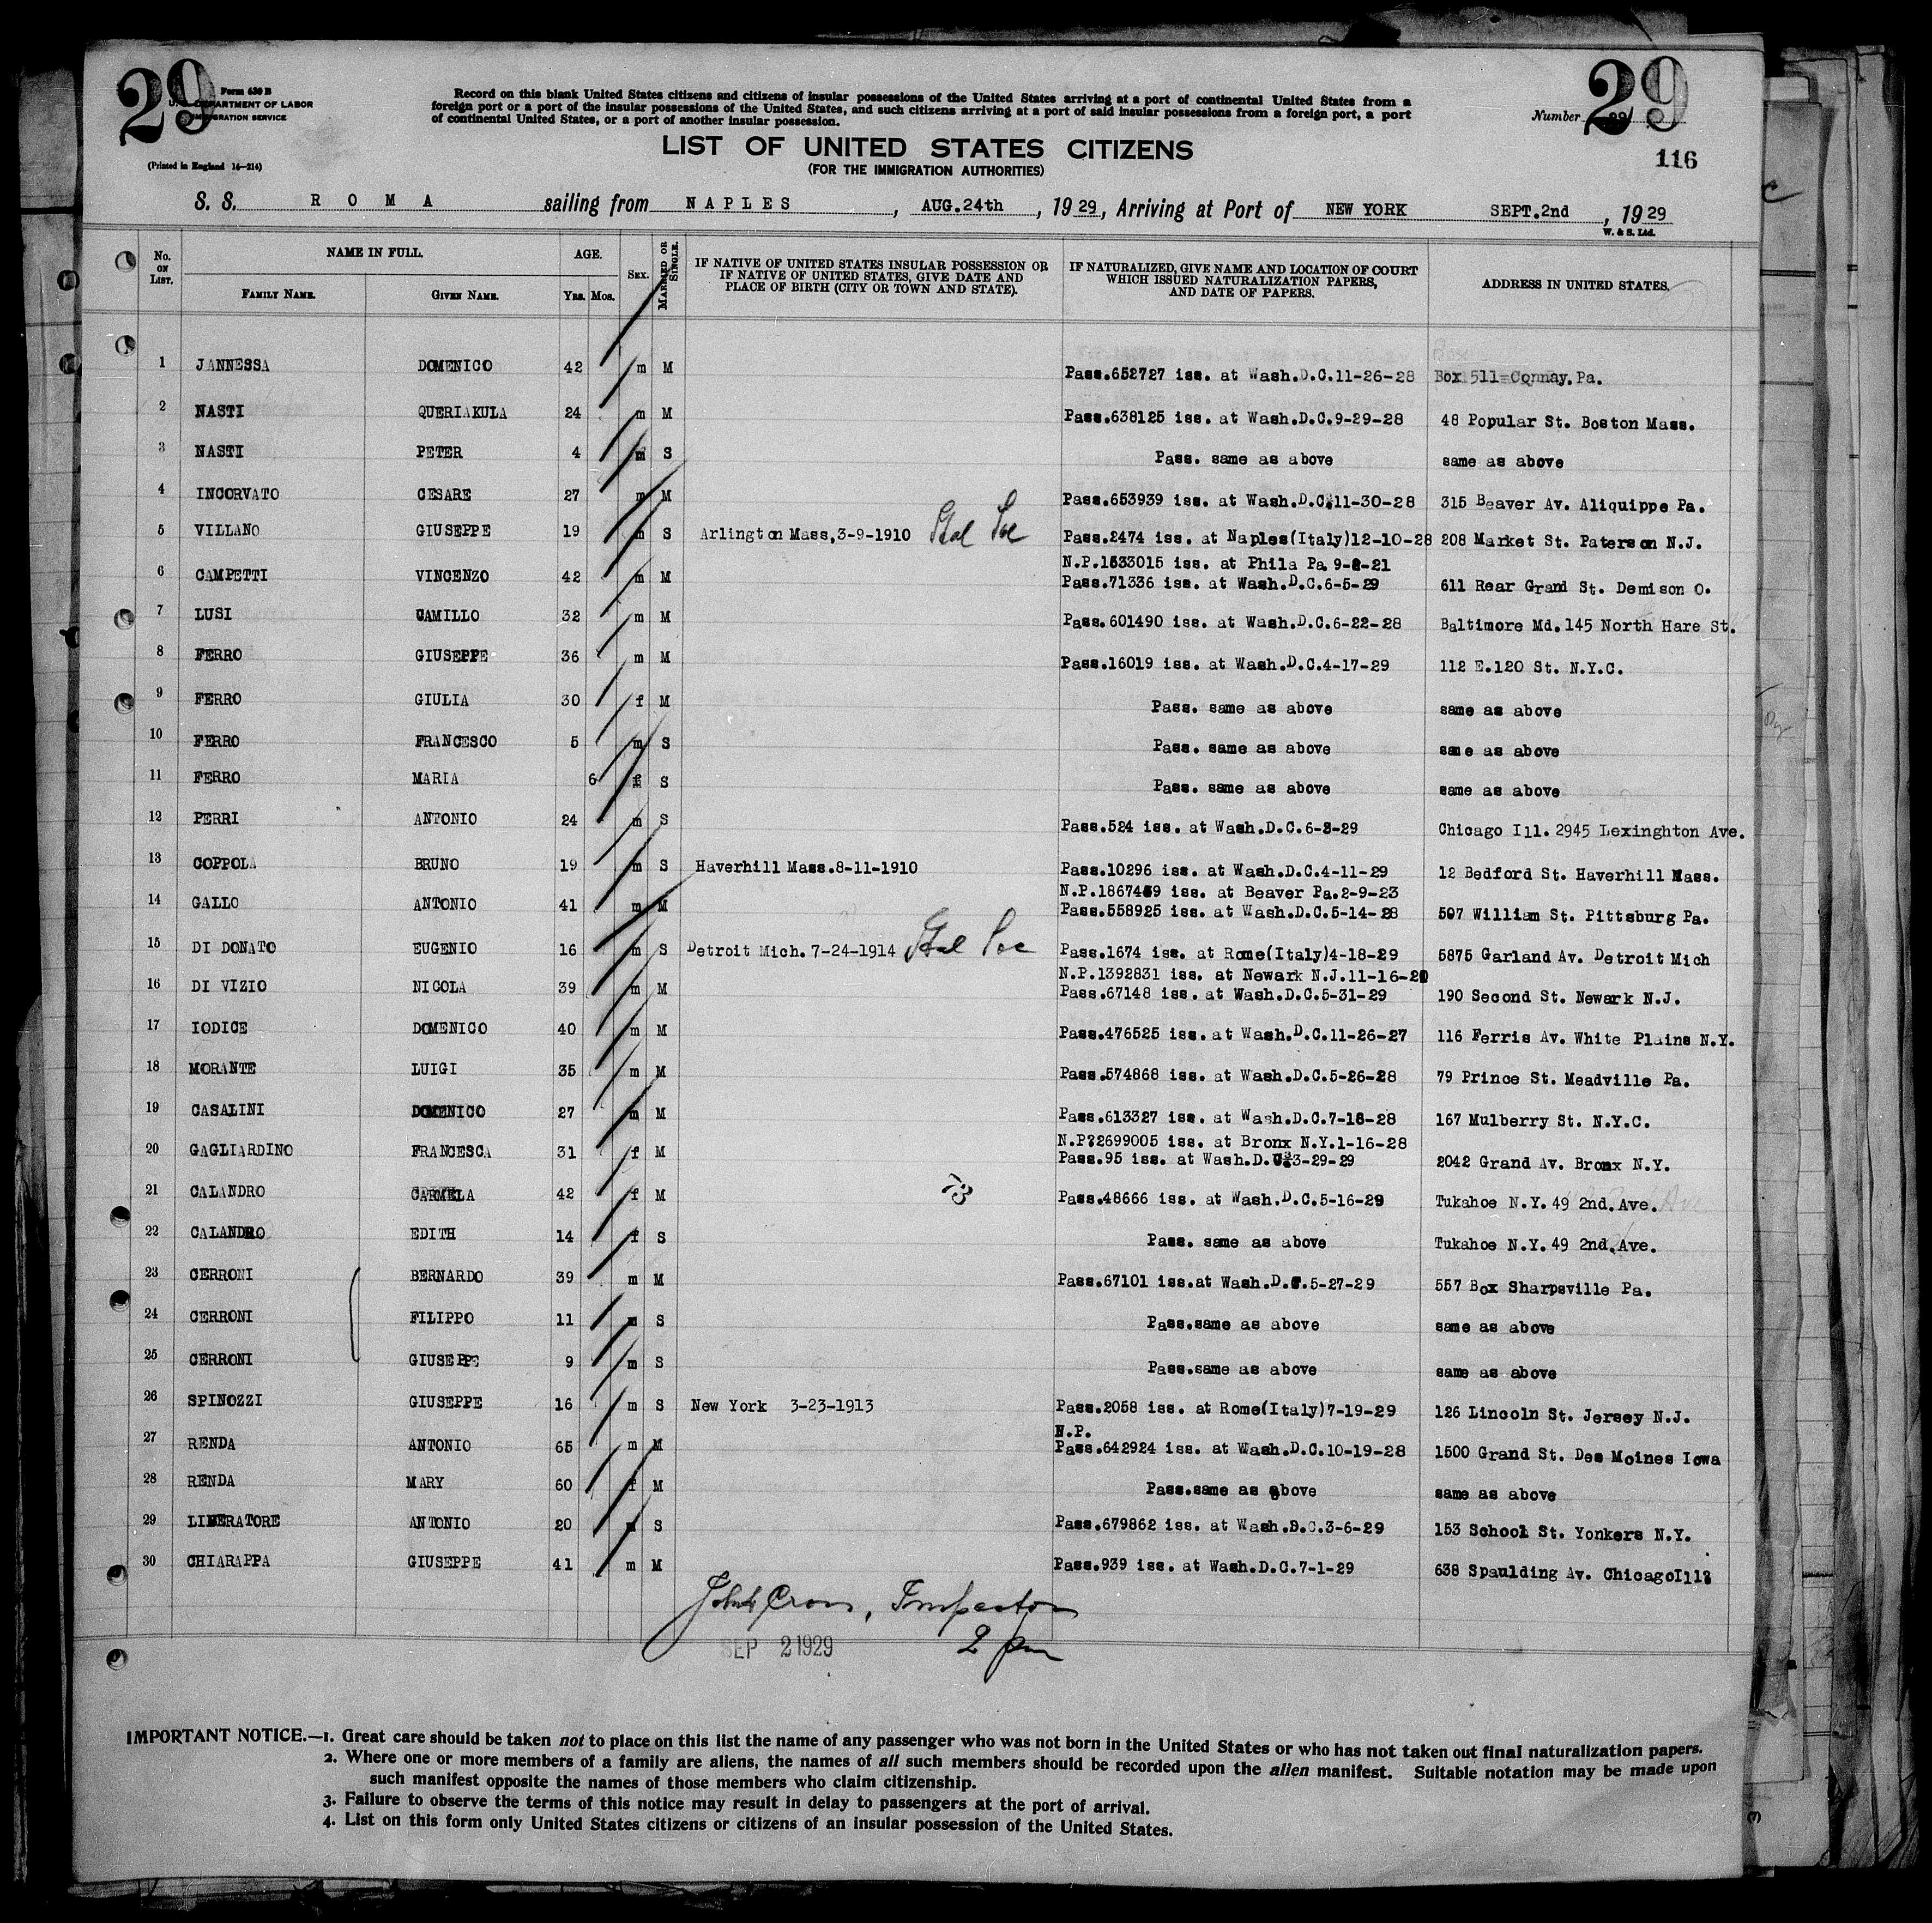 29
Form 630 B
U. S. DEPARTMENT OF LABOR
IMMIGRATION SERVICE
(Printed in England 14—214)
Record on this blank United States citizens and citizens of insular possessions of the United States arriving at a port of continental United States from a
foreign port or a port of the insular possessions of the United States, and such citizens arriving at a port of said insular possessions from a foreign port, a port
of continental United States, or a port of another insular possession.
29
Number 29
116
LIST OF UNITED STATES CITIZENS
(FOR THE IMMIGRATION AUTHORITIES)
S. S. ROMA sailing from NAPLES, AUG.24th, 1929, Arriving at Port of NEW YORK SEPT.2nd, 1929
W. & S. Ltd.
No. ON LIST. NAME IN FULL. AGE. SEX. MARRIED OR SINGLE. IF NATIVE OF UNITED STATES INSULAR POSSESSION OR IF NATIVE OF UNITED STATES, GIVE DATE AND PLACE OF BIRTH (CITY OR TOWN AND STATE). IF NATURALIZED, GIVE NAME AND LOCATION OF COURT WHICH ISSUED NATURALIZATION PAPERS, AND DATE OF PAPERS. ADDRESS IN UNITED STATES.
FAMILY NAME. GIVEN NAME. YRS. MOS.
1 JANNESSA DOMENICO 42 m M Pass.652727 iss. at Wash.D.C.11-26-28 Box 511=Connay.Pa.
2 NASTI QUERIAKULA 24 m M Pass.638125 iss. at Wash.D.C.9-29-28 48 Popular St. Boston Mass.
3 NASTI PETER 4 m S Pass. same as above same as above
4 INCORVATO CESARE 27 m M Pass.653939 iss. at Wash.D.C.11-30-28 315 Beaver Av. Aliquippe Pa.
5 VILLANO GIUSEPPE 19 m S Arlington Mass,3-9-1910 Pass.2474 iss. at Naples(Italy)12-10-28 208 Market St. Paterson N.J.
N.P.1533015 iss. at Phila Pa.9-8-21
6 CAMPETTI VINCENZO 42 m M Pass.71336 iss. at Wash.D.C.6-5-29 611 Rear Grand St. Demison O.
7 LUSI CAMILLO 32 m M Pass.601490 iss. at Wash.D.C.6-22-28 Baltimore Md.145 North Hare St.
8 FERRO GIUSEPPE 36 m M Pass.16019 iss. at Wash.D.C.4-17-29 112 E.120 St. N.Y.C.
9 FERRO GIULIA 30 f M Pass. same as above same as above
10 FERRO FRANCESCO 5 m S Pass. same as above same as above
11 FERRO MARIA 6 f S Pass. same as above same as above
12 PERRI ANTONIO 24 m S Pass.524 iss. at Wash.D.C.6-3-29 Chicago Ill. 2945 Lexinghton Ave.
13 COPPOLA BRUNO 19 m S Haverhill Mass.8-11-1910 Pass.10296 iss. at Wash.D.C.4-11-29 12 Bedford St. Haverhill Mass.
N.P.1867459 iss. at Beaver Pa.2-9-23
14 GALLO ANTONIO 41 m M Pass.558925 iss. at Wash.D.C.5-14-28 507 William St. Pittsburg Pa.
15 DI DONATO EUGENIO 16 m S Detroit Mich. 7-24-1914 Pass.1674 iss. at Rome(Italy)4-18-29 5875 Garland Av. Detroit Mich
N.P.1392831 iss. at Newark N.J.11-16-20
16 DI VIZIO NICOLA 39 m M Pass.67148 iss. at Wash.D.C.5-31-29 190 Second St. Newark N.J.
17 IODICE DOMENICO 40 m M Pass.476525 iss. at Wash.D.C.11-26-27 116 Ferris Av. White Plains N.Y.
18 MORANTE LUIGI 35 m M Pass.574868 iss. at Wash.D.C.5-26-28 79 Prince St. Meadville Pa.
19 CASALINI DOMENICO 27 m M Pass.613327 iss. at Wash.D.C.7-18-28 167 Mulberry St. N.Y.C.
N.P?2699005 iss. at Bronx N.Y.1-16-28
20 GAGLIARDINO FRANCESCA 31 f M Pass.95 iss. at Wash.D.C.3-29-29 2042 Grand Av. Bronx N.Y.
21 CALANDRO CARMELA 42 f M 73 Pass.48666 iss. at Wash.D.C.5-16-29 Tukahoe N.Y. 49 2nd.Ave.
22 CALANDRO EDITH 14 f S Pass. same as above Tukahoe N.Y. 49 2nd.Ave.
23 CERRONI BERNARDO 39 m M Pass.67101 iss.at Wash.D.C.5-27-29 557 Box Sharpsville Pa.
24 CERRONI FILIPPO 11 m S Pass.same as above same as above
25 CERRONI GIUSEPPE 9 m S Pass.same as above same as above
26 SPINOZZI GIUSEPPE 16 m S New York 3-23-1913 Pass.2058 iss. at Rome(Italy)7-19-29 126 Lincoln St. Jersey N.J.
N.P.
27 RENDA ANTONIO 65 m M Pass.642924 iss. at Wash.D.C.10-19-28 1500 Grand St. Des Moines Iowa
28 RENDA MARY 60 f M Pass.same as above same as above
29 LIBERATORE ANTONIO 20 S Pass.679862 iss. at Wash.D.C.3-6-29 153 School St. Yonkers N.Y.
30 CHIARAPPA GIUSEPPE 41 m M Pass.939 iss. at Wash.D.C.7-1-29 638 Spaulding Av. Chicago Ill
SEP 2 1929 2 pm
IMPORTANT NOTICE.—1. Great care should be taken not to place on this list the name of any passenger who was not born in the United States or who has not taken out final naturalization papers.
2. Where one or more members of a family are aliens, the names of all such members should be recorded upon the alien manifest. Suitable notation may be made upon
such manifest opposite the names of those members who claim citizenship.
3. Failure to observe the terms of this notice may result in delay to passengers at the port of arrival.
4. List on this form only United States citizens or citizens of an insular possession of the United States.